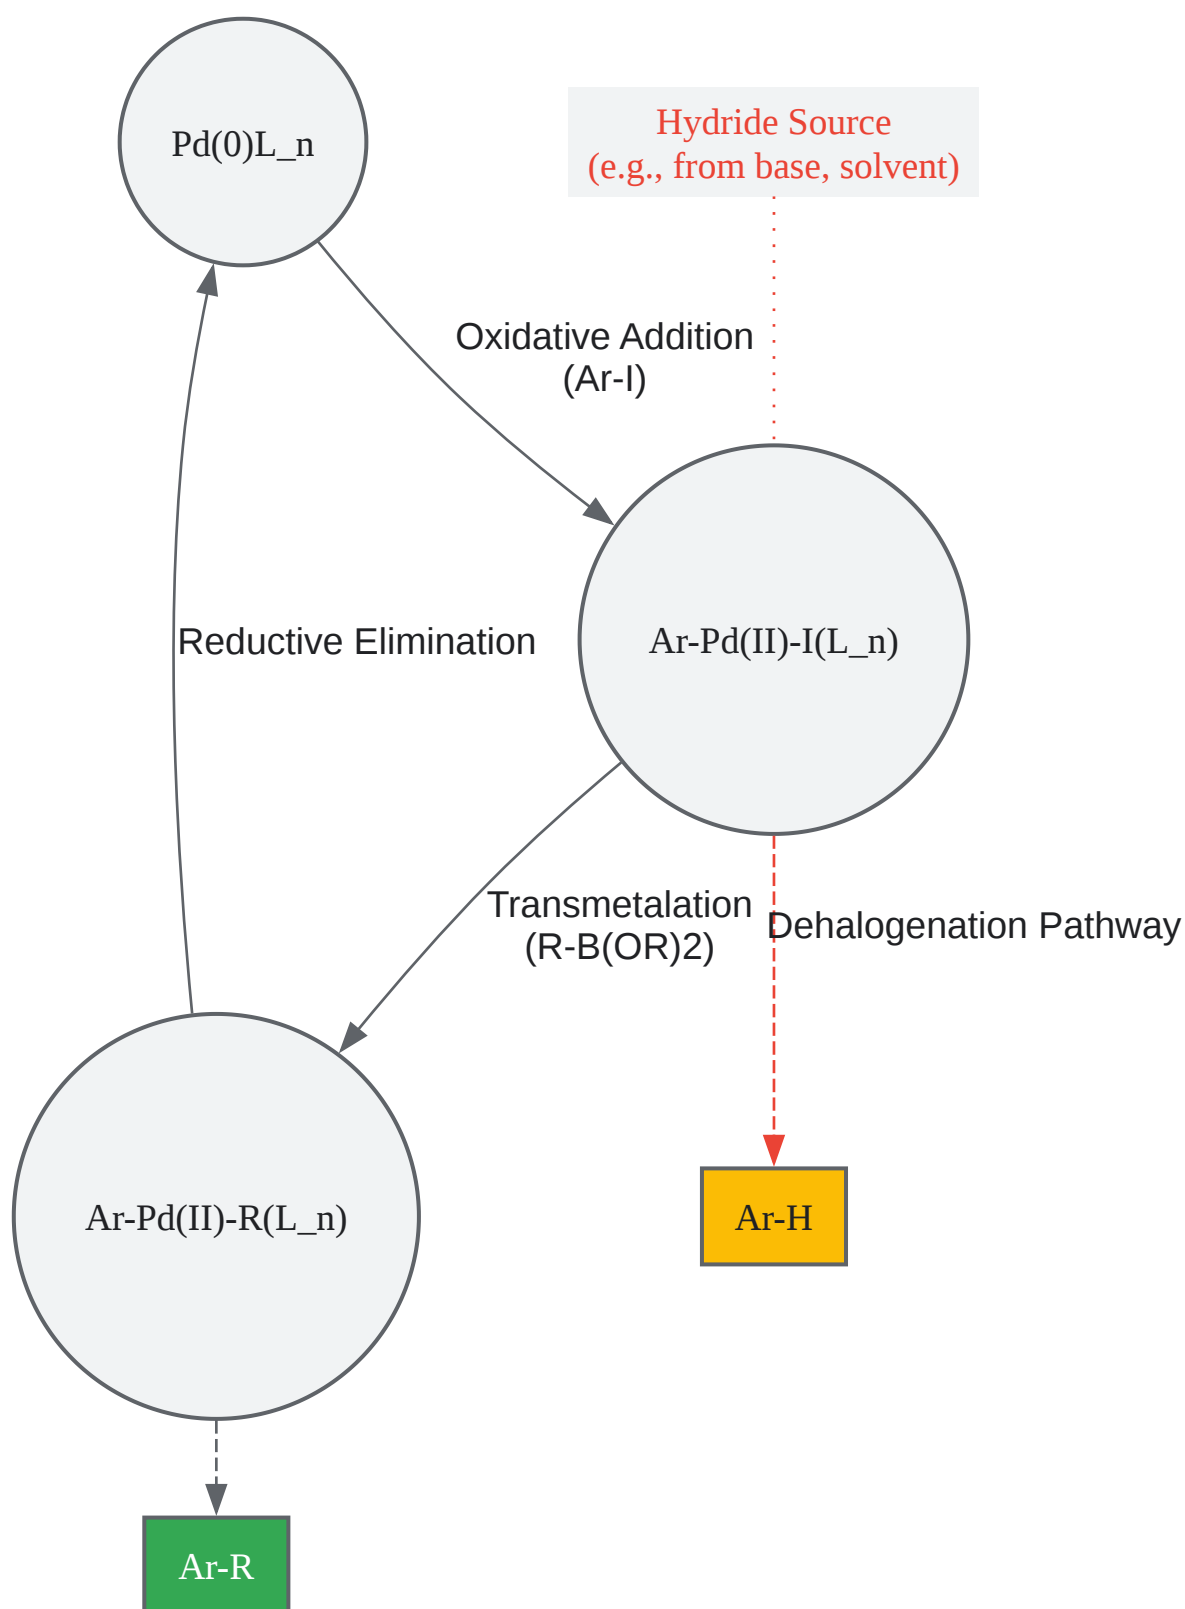 Pd(0)L_n
Hydride Source
(e.g., from base, solvent)
Oxidative Addition
(Ar-I)
Reductive Elimination
Ar-Pd(II)-I(L_n)
Transmetalation
(R-B(OR)2)
Dehalogenation Pathway
Ar-Pd(II)-R(L_n)
Ar-H
Ar-R